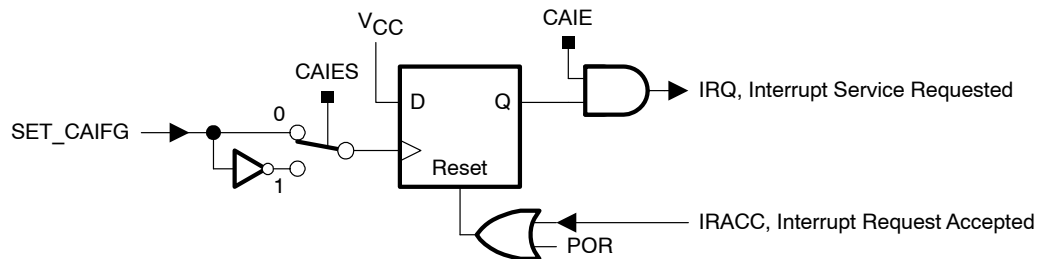 VCC
CAIE
CAIES
D
Q
IRQ, Interrupt Service Requested
0
SET_CAIFG
1
Reset
IRACC, Interrupt Request Accepted
POR